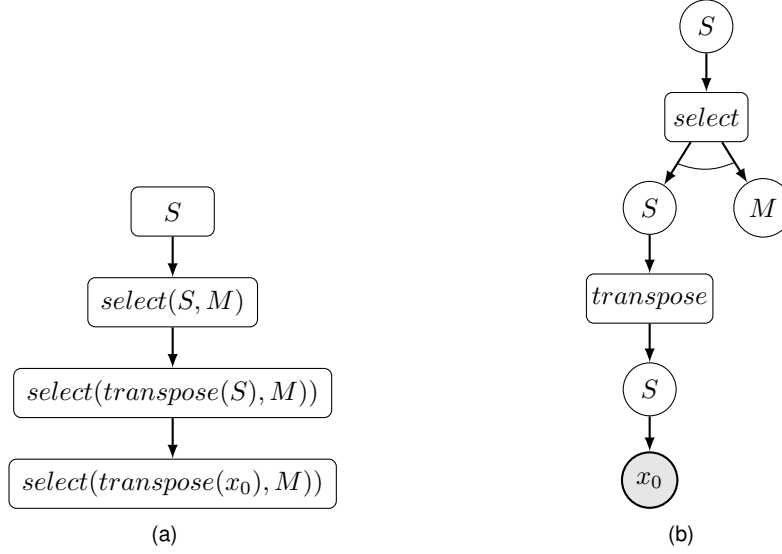 S
select(S, M)
select(transpose(S), M))
select(transpose(x₀), M))
(a)
S
select
S
M
transpose
S
x₀
(b)